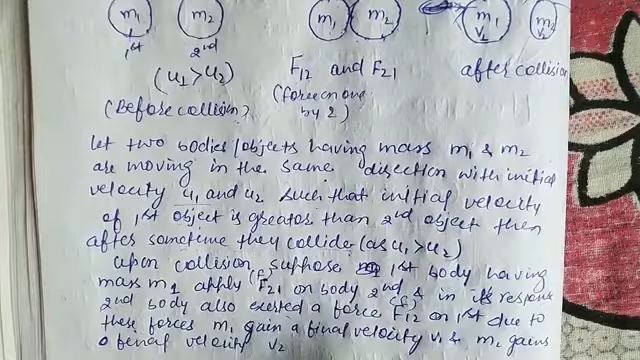 m1 m2 m1 m2 m1 m2
1st 2nd v1 v2
(u1 > u2) F12 and F21 after collision
(Before collision) (force on one by 2)
Let two bodies/objects having mass m1 & m2
are moving in the same direction with initial
velocity u1 and u2 such that initial velocity
of 1st object is greator than 2nd object then
after sometime they collider (as u1 > u2)
upon collision suppose 1st body having
mass m1 apply (F) F21 on body 2nd & in it's respons
2nd body also exerted a force (F) F12 on 1st due to
these forces m1 gain a final velocity v1 & m2 gains
a final velocity v2